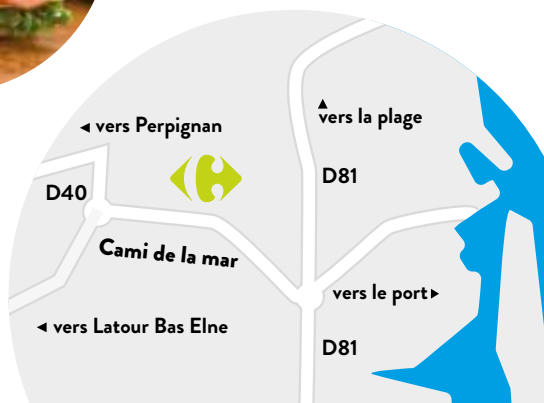 vers la plage
◄ vers Perpignan
D81
D40
Cami de la mar
vers le port ►
◄ vers Latour Bas Elne
D81